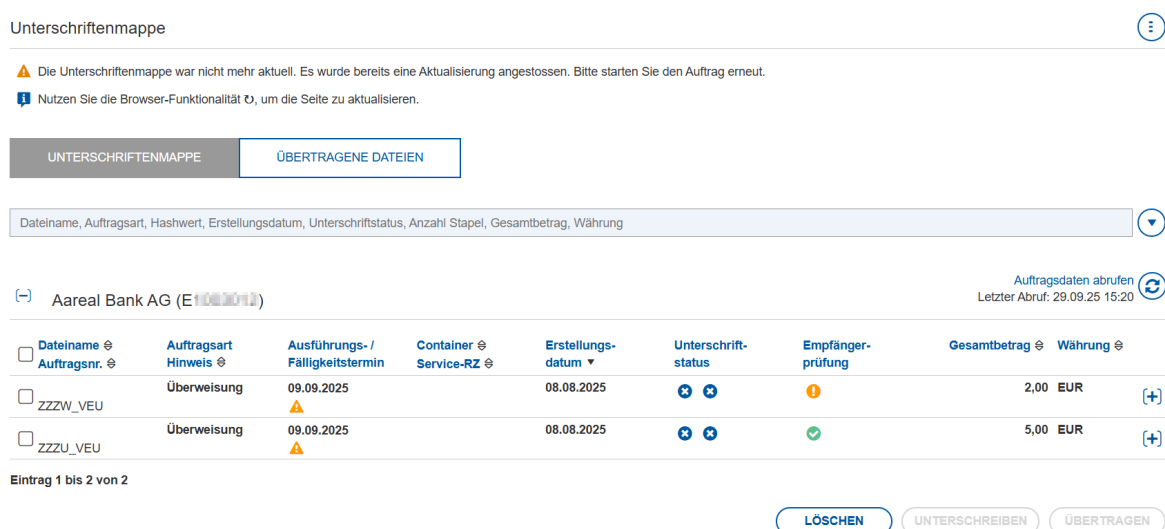 Unterschriftenmappe
Die Unterschriftenmappe war nicht mehr aktuell. Es wurde bereits eine Aktualisierung angestossen. Bitte starten Sie den Auftrag erneut.
Nutzen Sie die Browser-Funktionalität ↻, um die Seite zu aktualisieren.
UNTERSCHRIFTENMAPPE ÜBERTRAGENE DATEIEN
Dateiname, Auftragsart, Hashwert, Erstellungsdatum, Unterschriftstatus, Anzahl Stapel, Gesamtbetrag, Währung
Auftragsdaten abrufen
Aareal Bank AG (E
Letzter Abruf: 29.09.25 15:20
Dateiname Auftragsart Ausführungs- / Container Erstellungs- Unterschrift- Empfänger- Gesamtbetrag Währung
Auftragsnr. Hinweis Fälligkeitstermin Service-RZ datum status prüfung
Überweisung 09.09.2025 08.08.2025 2,00 EUR
ZZZW_VEU
Überweisung 09.09.2025 08.08.2025 5,00 EUR
ZZZU_VEU
Eintrag 1 bis 2 von 2
LÖSCHEN UNTERSCHREIBEN ÜBERTRAGEN